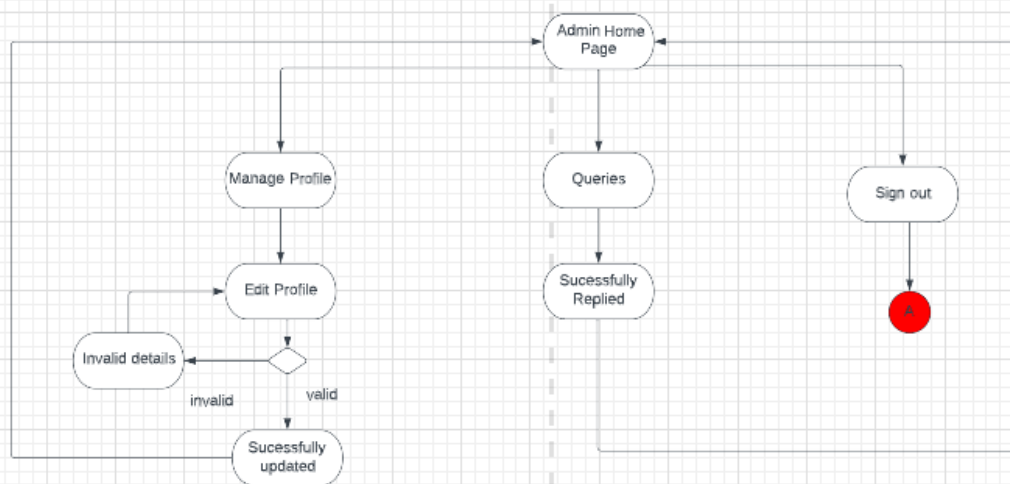 Admin Home
Page
Manage Profile
Queries
Sign out
Edit Profile
Sucessfully
Replied
A
Invalid details
invalid
valid
Sucessfully
updated